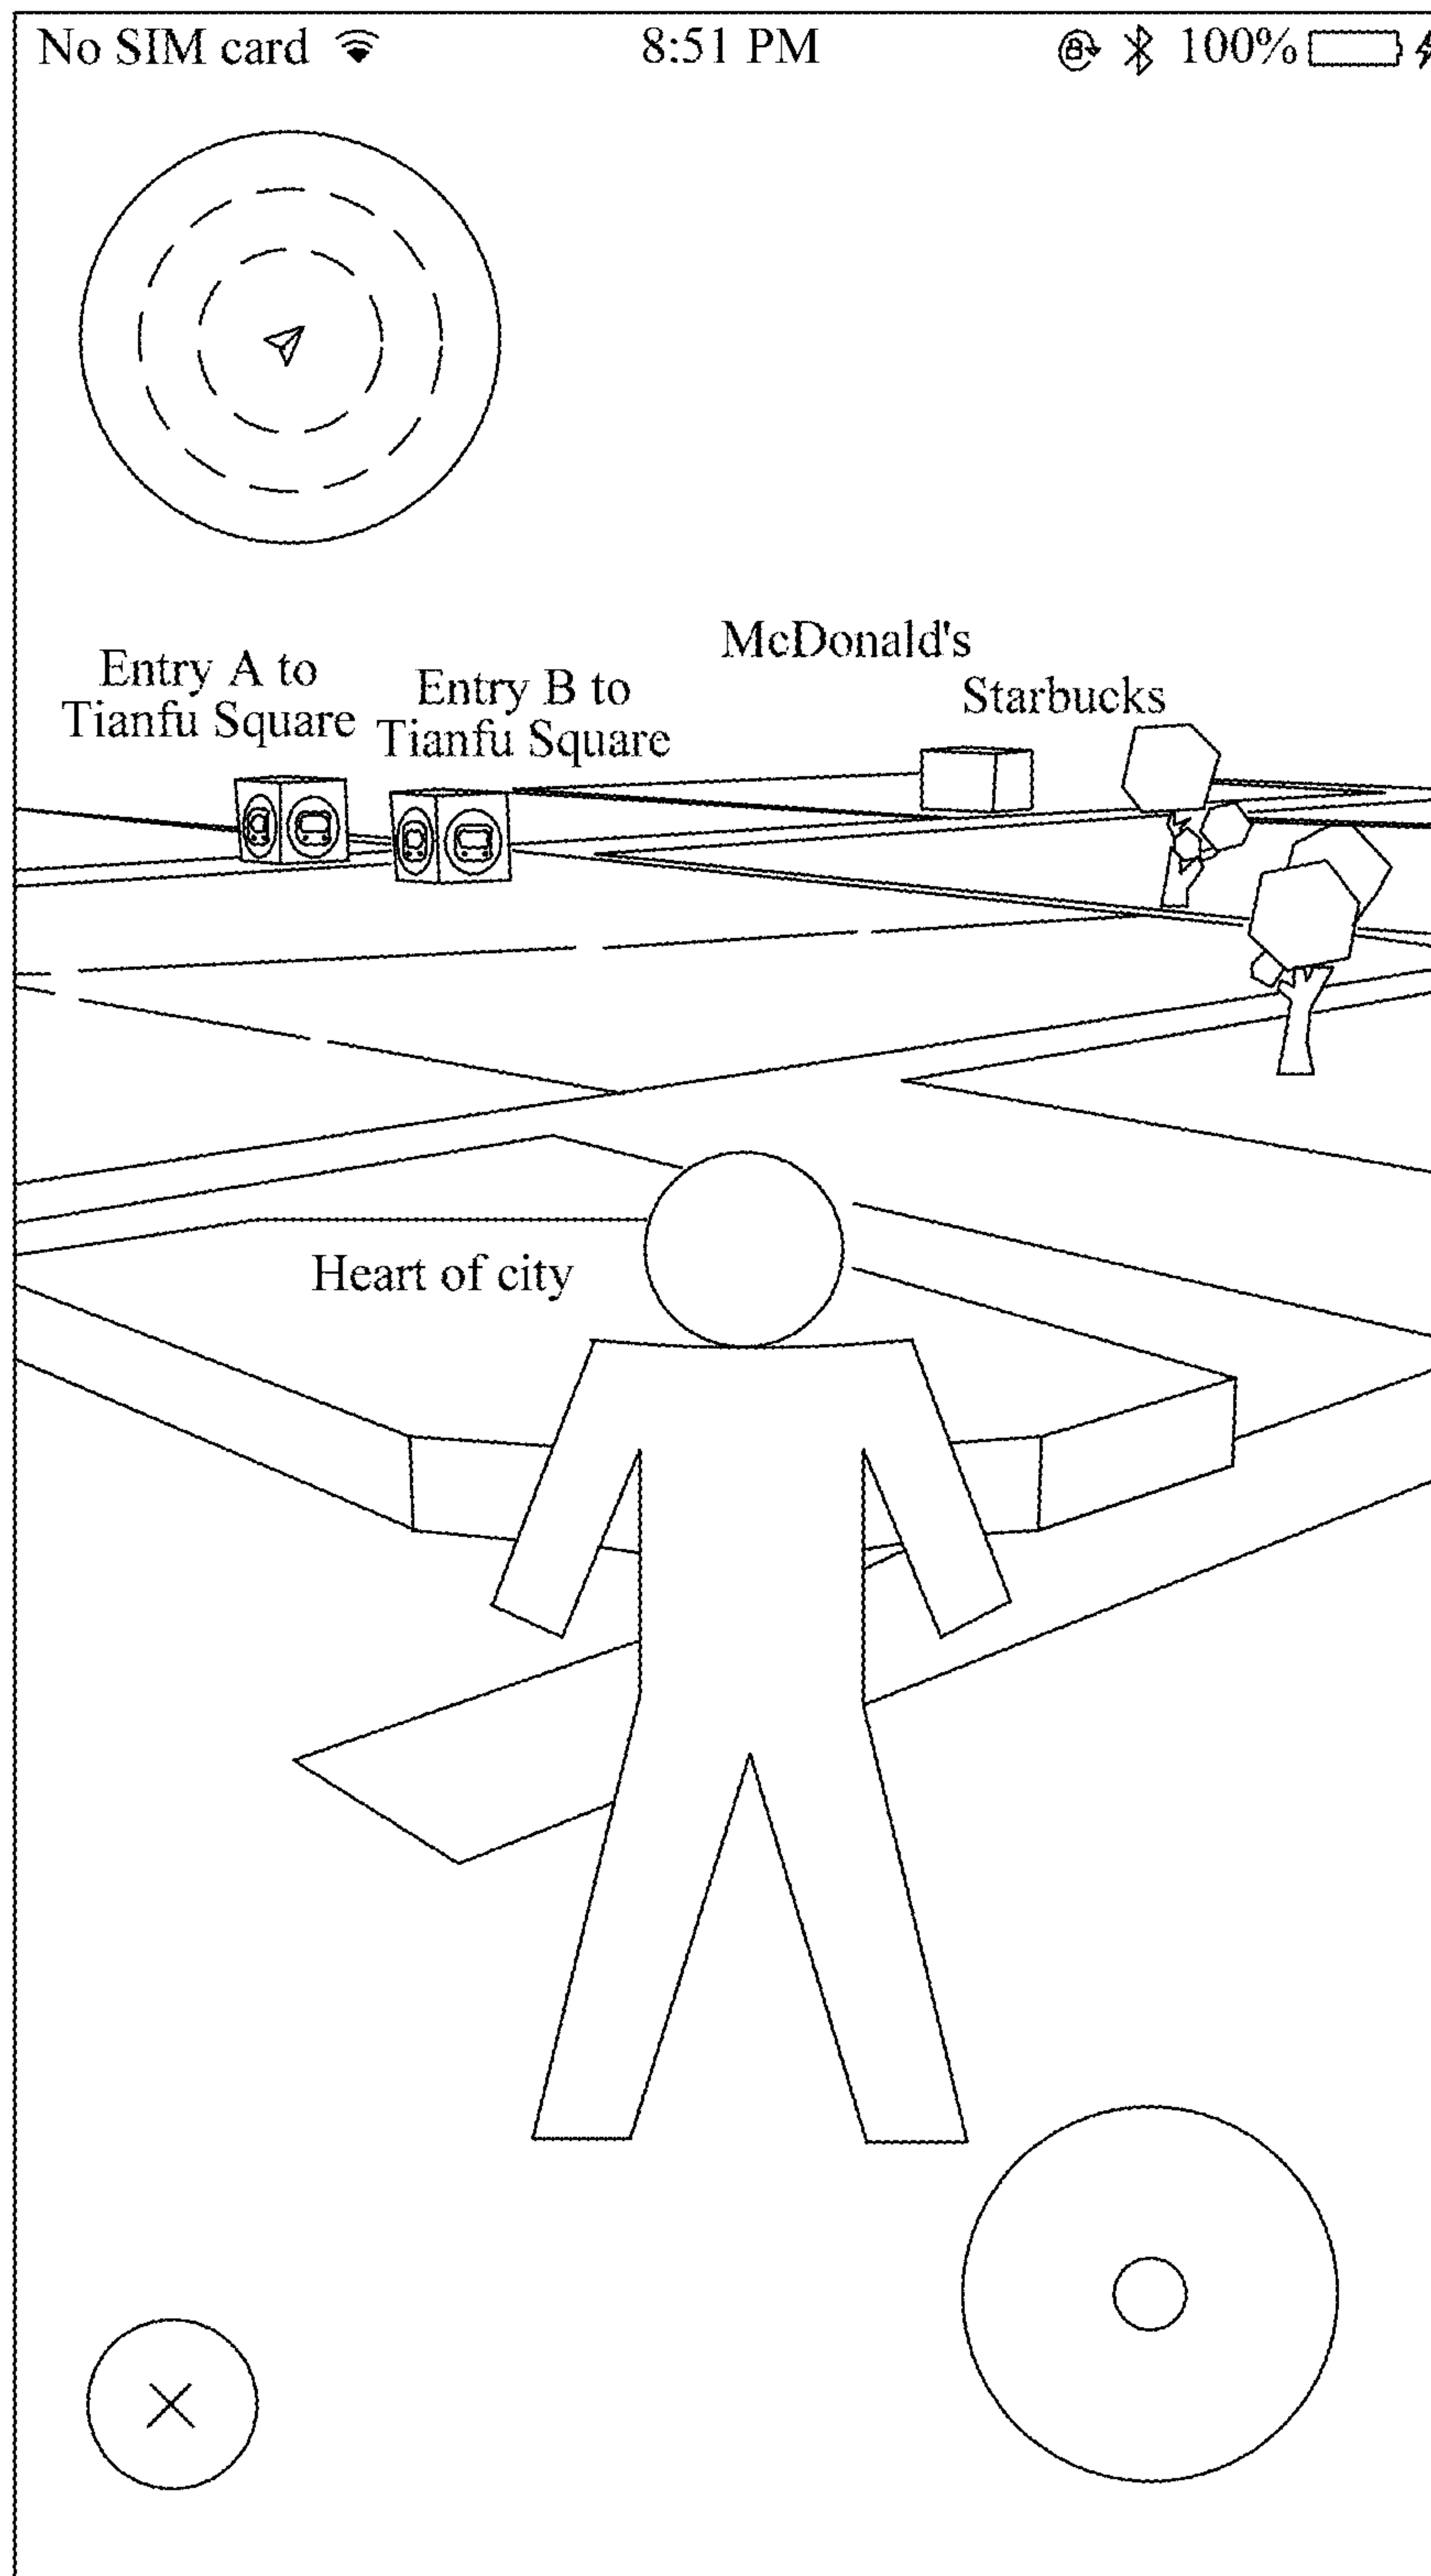 No SIM card 8:51 PM 100%
McDonald's
Entry A to
Tianfu Square
Entry B to
Tianfu Square
Starbucks
Heart of city